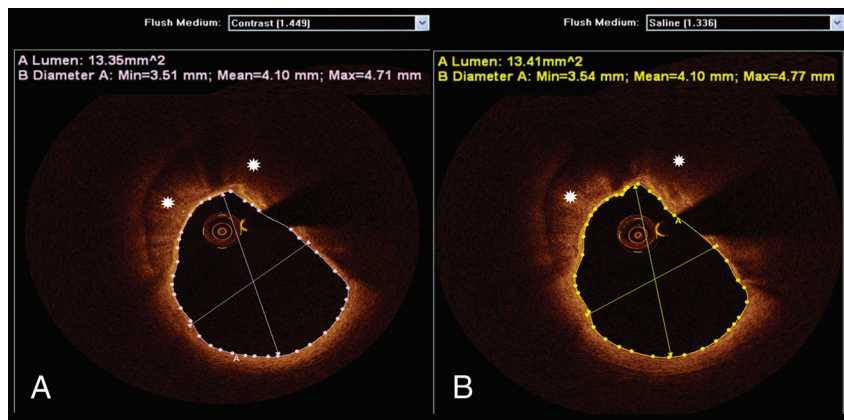 Flush Medium: Contrast (1.449)
A Lumen: 13.35mm^2
B Diameter A: Min=3.51 mm; Mean=4.10 mm; Max=4.71 mm
A
A
Flush Medium: Saline (1.336)
A Lumen: 13.41mm^2
B Diameter A: Min=3.54 mm; Mean=4.10 mm; Max=4.77 mm
A
B